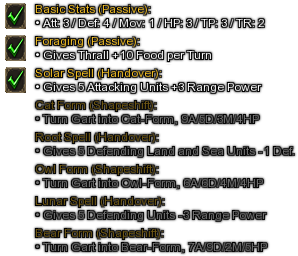 Basic Stats (Passive):
• Att: 3 / Def: 4 / Mov: 1 / HP: 3 / TP: 3 / TR: 2
Foraging (Passive):
• Gives Thrall +10 Food per Turn
Solar Spell (Handover):
• Gives 5 Attacking Units +3 Range Power
Cat Form (Shapeshift):
• Turn Gart into Cat-Form, 9A/6D/3M/4HP
Root Spell (Handover):
• Gives 5 Defending Land and Sea Units -1 Def.
Owl Form (Shapeshift):
• Turn Gart into Owl-Form, 6A/6D/4M/4HP
Lunar Spell (Handover):
• Gives 5 Defending Units -3 Range Power
Bear Form (Shapeshift):
• Turn Gart into Bear-Form, 7A/8D/2M/6HP